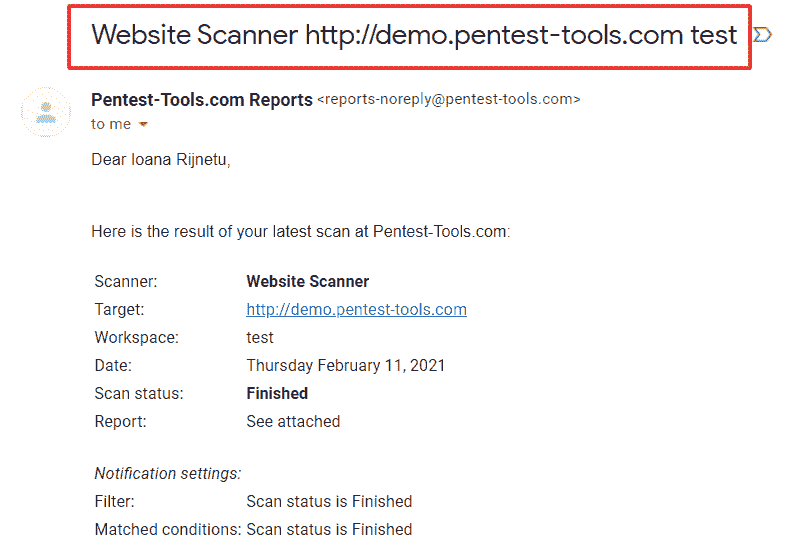 Website Scanner http://demo.pentest-tools.com test
Pentest-Tools.com Reports <reports-noreply@pentest-tools.com>
to me
Dear Ioana Rijnetu,
Here is the result of your latest scan at Pentest-Tools.com:
Scanner: Website Scanner
Target: http://demo.pentest-tools.com
Workspace: test
Date: Thursday February 11, 2021
Scan status: Finished
Report: See attached
Notification settings:
Filter: Scan status is Finished
Matched conditions: Scan status is Finished